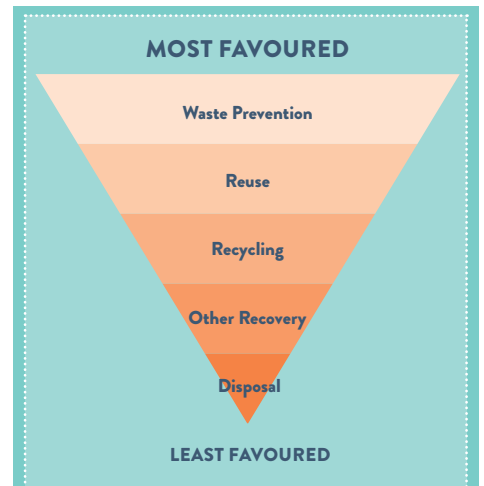 MOST FAVOURED
Waste Prevention
Reuse
Recycling
Other Recovery
Disposal
LEAST FAVOURED